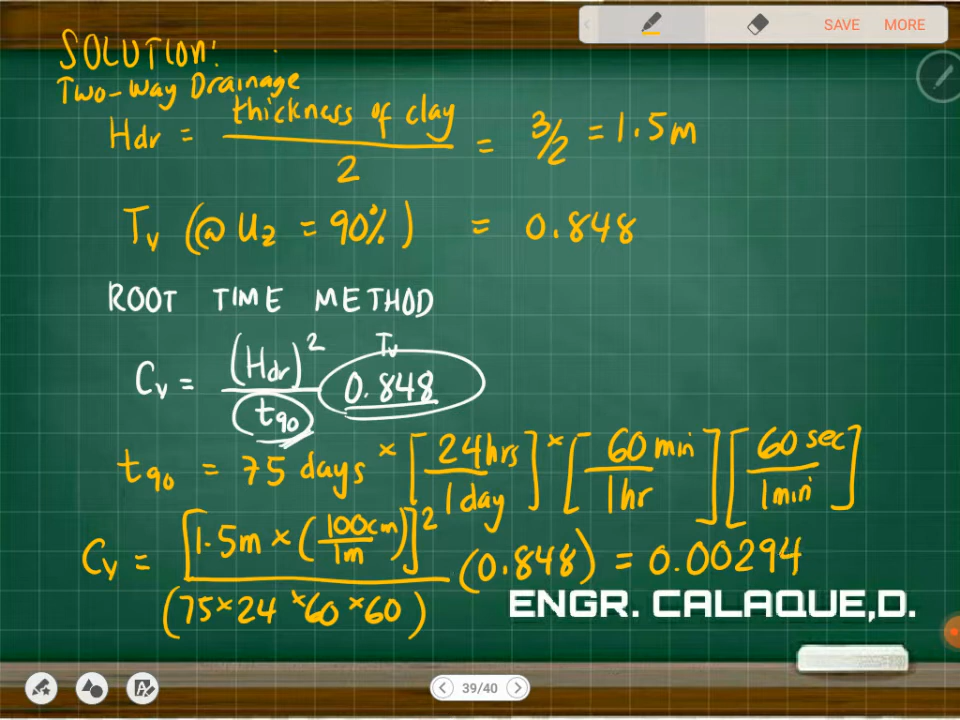 SAVE MORE
SOLUTION:
Two-Way Drainage
Hdr = thickness of clay / 2 = 3/2 = 1.5m
Tv (@ Uz = 90%) = 0.848
ROOT TIME METHOD
Cv = (Hdr)² / t90 Tv 0.848
t90 = 75 days × [24hrs / 1day] × [60 min / 1hr] [60 sec / 1min]
Cv = [1.5m × (100cm / 1m)]² / (75×24×60×60) (0.848) = 0.00294
ENGR. CALAQUE,D.
39/40